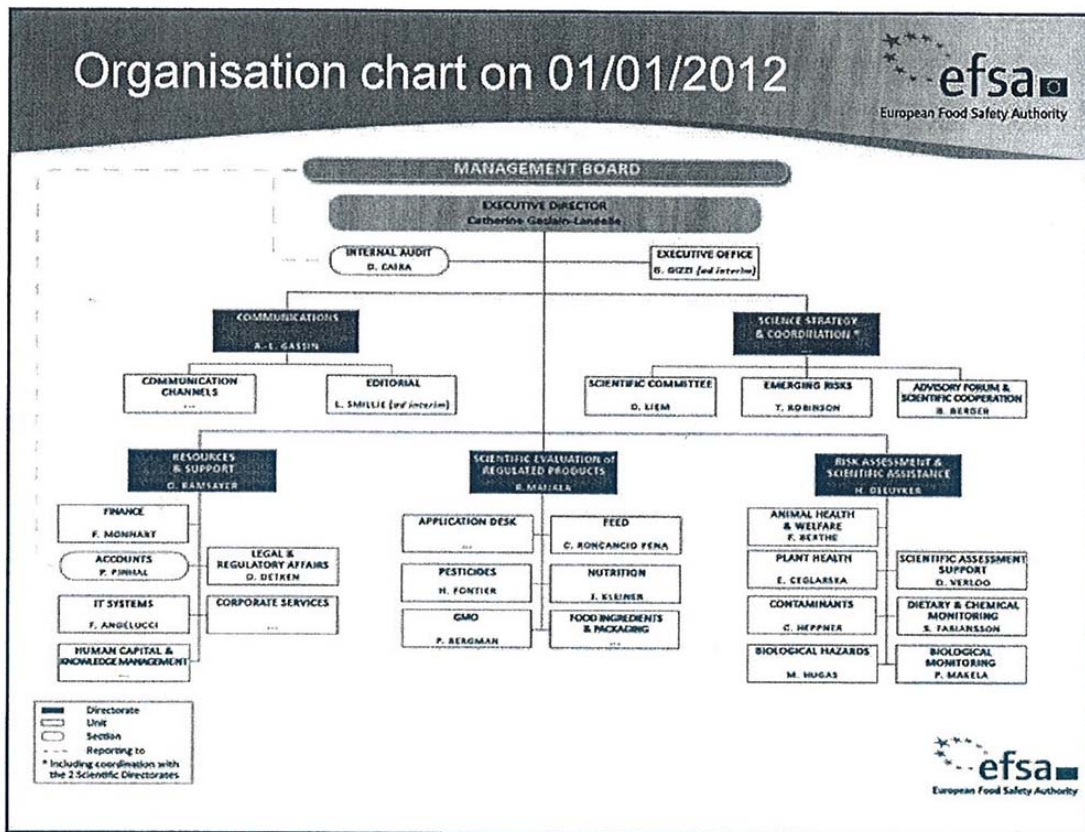 Organisation chart on 01/01/2012
efsa
European Food Safety Authority
MANAGEMENT BOARD
EXECUTIVE DIRECTOR
Catherine Geslain-Lanéelle
INTERNAL AUDIT
EXECUTIVE OFFICE
G. GIZZI (ad interim)
COMMUNICATIONS
A.-L. GASSIN
SCIENCE STRATEGY
& COORDINATION *
...
COMMUNICATION
CHANNELS
...
EDITORIAL
L. SMILLIE (ad interim)
SCIENTIFIC COMMITTEE
D. LIEM
EMERGING RISKS
T. ROBINSON
ADVISORY FORUM &
SCIENTIFIC COOPERATION
B. BERGER
RESOURCES
& SUPPORT
O. RAMSAYER
SCIENTIFIC EVALUATION of
REGULATED PRODUCTS
RISK ASSESSMENT &
SCIENTIFIC ASSISTANCE
H. DELUYKER
FINANCE
F. MONNART
ACCOUNTS
P. PINHAL
LEGAL &
REGULATORY AFFAIRS
D. DETKEN
IT SYSTEMS
F. ANGELUCCI
CORPORATE SERVICES
...
HUMAN CAPITAL &
KNOWLEDGE MANAGEMENT
...
APPLICATION DESK
...
FEED
C. RONCANCIO PENA
PESTICIDES
H. FONTIER
NUTRITION
J. KLEINER
GMO
P. BERGMAN
FOOD INGREDIENTS
& PACKAGING
...
ANIMAL HEALTH
& WELFARE
F. BERTHE
PLANT HEALTH
E. CEGLARSKA
SCIENTIFIC ASSESSMENT
SUPPORT
D. VERLOO
CONTAMINANTS
C. HEPPNER
DIETARY & CHEMICAL
MONITORING
S. FABIANSSON
BIOLOGICAL HAZARDS
M. HUGAS
BIOLOGICAL
MONITORING
P. MAKELA
Directorate
Unit
Section
Reporting to
* Including coordination with
the 2 Scientific Directorates
efsa
European Food Safety Authority